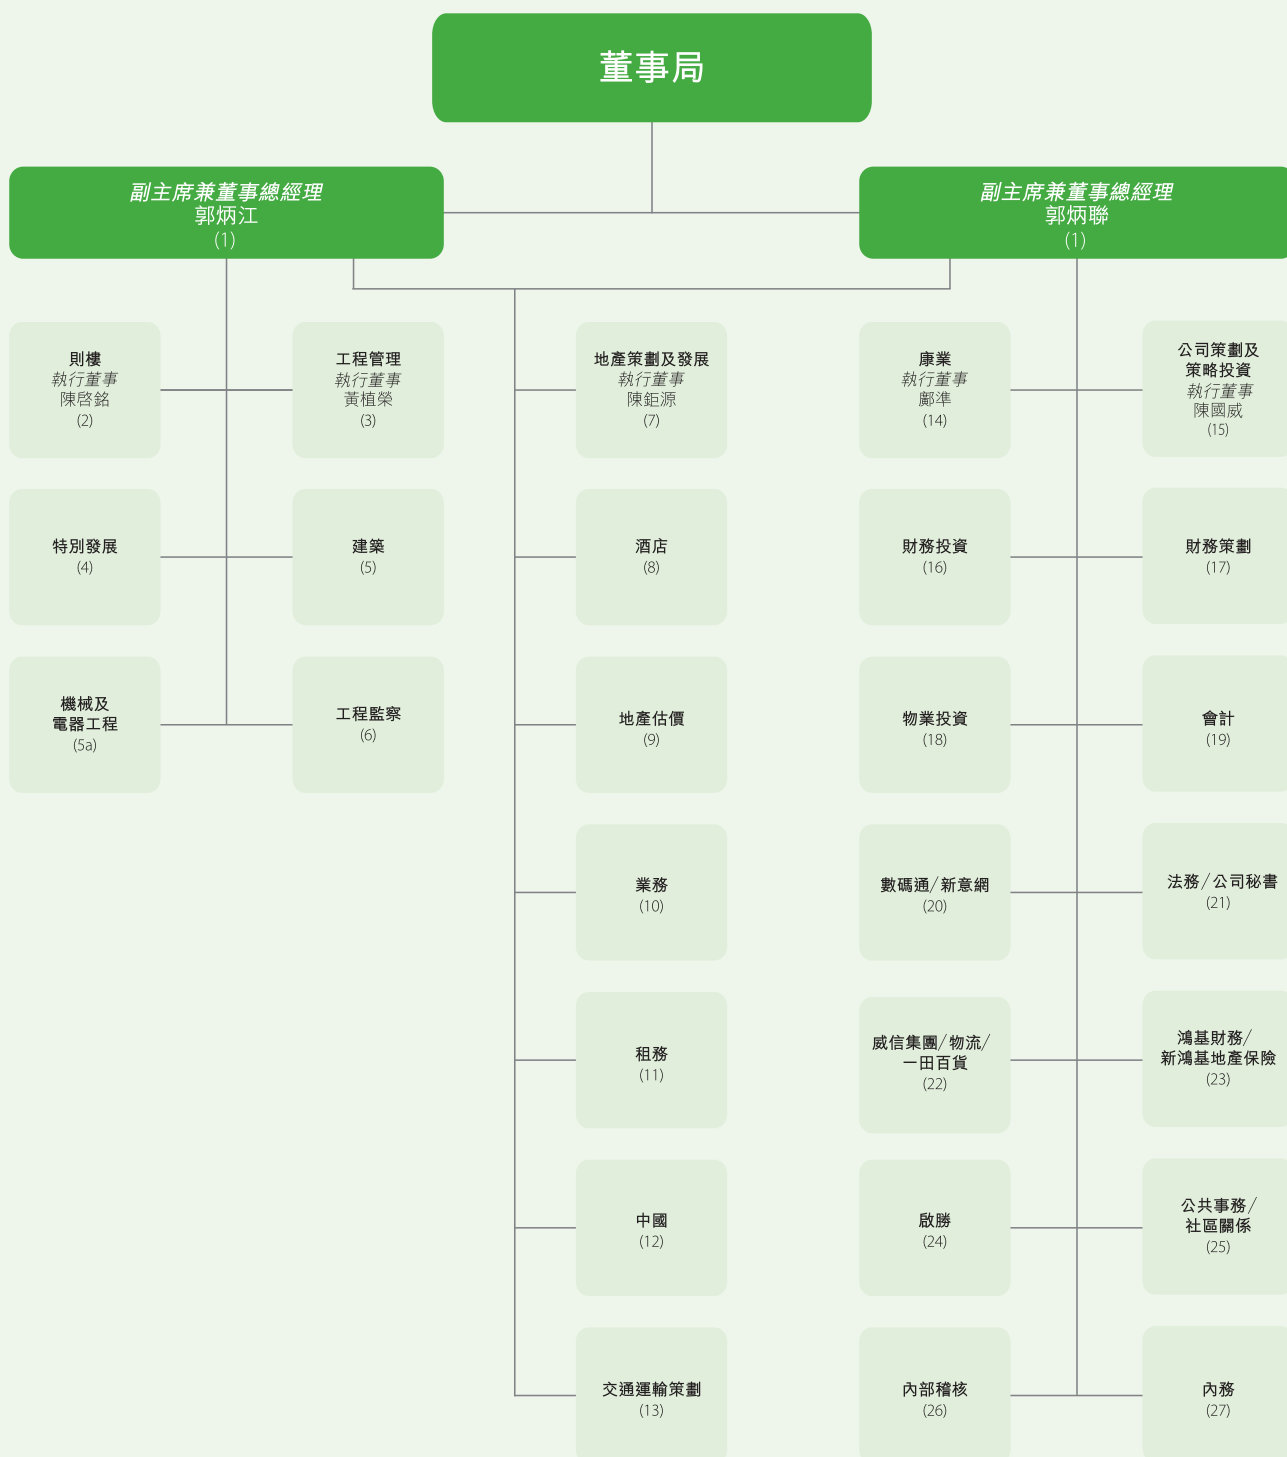 董事局
副主席兼董事總經理
郭炳江
(1)
副主席兼董事總經理
郭炳聯
(1)
則樓
執行董事
陳啓銘
(2)
工程管理
執行董事
黃植榮
(3)
地產策劃及發展
執行董事
陳鉅源
(7)
康業
執行董事
鄺準
(14)
公司策劃及
策略投資
執行董事
陳國威
(15)
特別發展
(4)
建築
(5)
酒店
(8)
財務投資
(16)
財務策劃
(17)
機械及
電器工程
(5a)
工程監察
(6)
地產估價
(9)
物業投資
(18)
會計
(19)
業務
(10)
數碼通/新意網
(20)
法務/公司秘書
(21)
租務
(11)
威信集團/物流/
一田百貨
(22)
鴻基財務/
新鴻基地產保險
(23)
中國
(12)
啟勝
(24)
公共事務/
社區關係
(25)
交通運輸策劃
(13)
內部稽核
(26)
內務
(27)